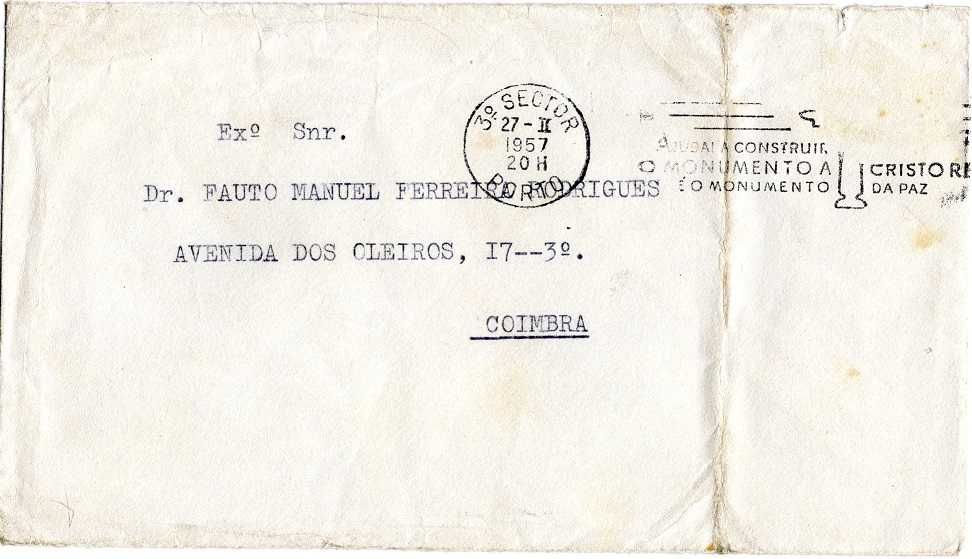 3º SECTOR
27-II
1957
20 H
PORTO
AJUDAI A CONSTRUIR
O MONUMENTO A CRISTO RE
É O MONUMENTO DA PAZ
Exº Snr.
Dr. FAUTO MANUEL FERREIRA RODRIGUES
AVENIDA DOS OLEIROS, I7--3º.
COIMBRA